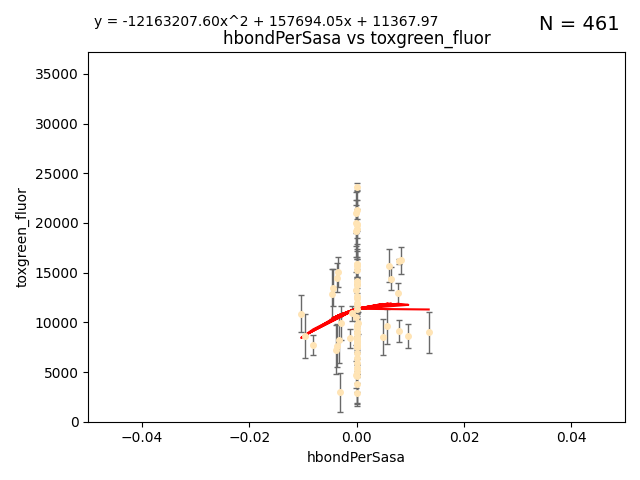 y = -12163207.60x^2 + 157694.05x + 11367.97
N = 461
hbondPerSasa vs toxgreen_fluor
35000
30000
25000
20000
15000
10000
5000
0
toxgreen_fluor
−0.04
−0.02
0.00
0.02
0.04
hbondPerSasa